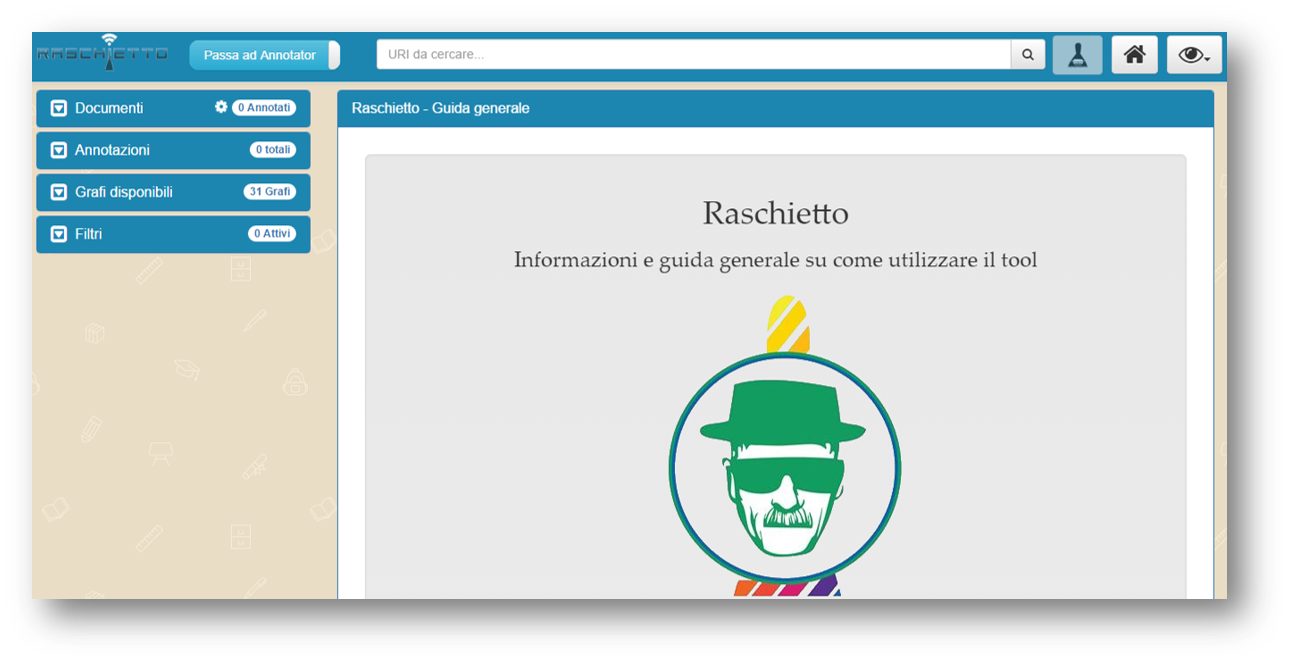 RASCHIETTO
Passa ad Annotator
URI da cercare...
Documenti
0 Annotati
Annotazioni
0 totali
Grafi disponibili
31 Grafi
Filtri
0 Attivi
Raschietto - Guida generale
Raschietto
Informazioni e guida generale su come utilizzare il tool